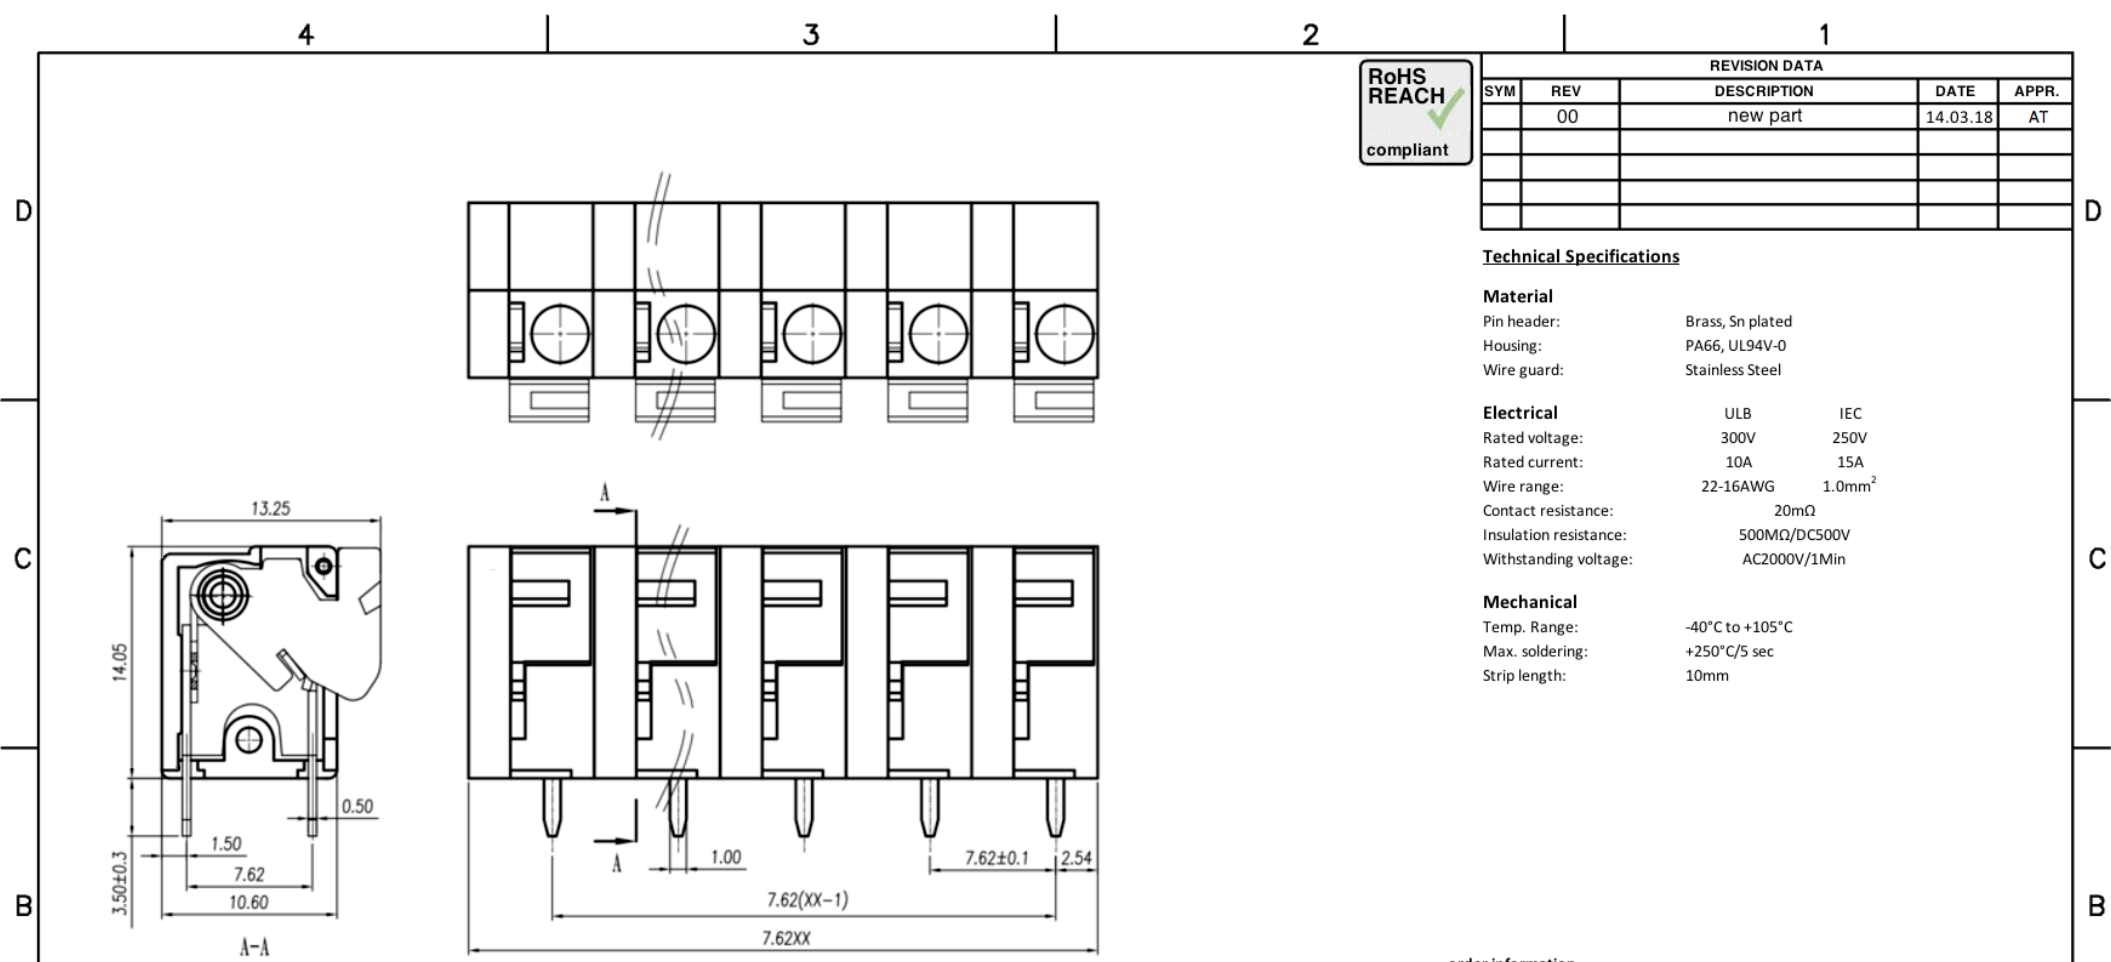 4 3 2 1
RoHS
REACH
compliant
REVISION DATA
SYM REV DESCRIPTION DATE APPR.
00 new part 14.03.18 AT
D D
Technical Specifications
Material
Pin header: Brass, Sn plated
Housing: PA66, UL94V-0
Wire guard: Stainless Steel
Electrical ULB IEC
Rated voltage: 300V 250V
Rated current: 10A 15A
Wire range: 22-16AWG 1.0mm²
Contact resistance: 20mΩ
Insulation resistance: 500MΩ/DC500V
Withstanding voltage: AC2000V/1Min
Mechanical
Temp. Range: -40°C to +105°C
Max. soldering: +250°C/5 sec
Strip length: 10mm
A
13.25
C C
14.05
0.50
1.50
3.50±0.3
7.62
10.60
A-A
A
1.00
7.62±0.1 2.54
7.62(XX-1)
7.62XX
B B
order information